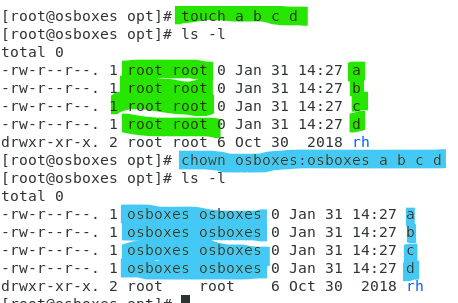 [root@osboxes opt]# touch a b c d
[root@osboxes opt]# ls -l
total 0
-rw-r--r--. 1 root root 0 Jan 31 14:27 a
-rw-r--r--. 1 root root 0 Jan 31 14:27 b
-rw-r--r--. 1 root root 0 Jan 31 14:27 c
-rw-r--r--. 1 root root 0 Jan 31 14:27 d
drwxr-xr-x. 2 root root 6 Oct 30  2018 rh
[root@osboxes opt]# chown osboxes:osboxes a b c d
[root@osboxes opt]# ls -l
total 0
-rw-r--r--. 1 osboxes osboxes 0 Jan 31 14:27 a
-rw-r--r--. 1 osboxes osboxes 0 Jan 31 14:27 b
-rw-r--r--. 1 osboxes osboxes 0 Jan 31 14:27 c
-rw-r--r--. 1 osboxes osboxes 0 Jan 31 14:27 d
drwxr-xr-x. 2 root    root    6 Oct 30  2018 rh
[root@osboxes opt]#